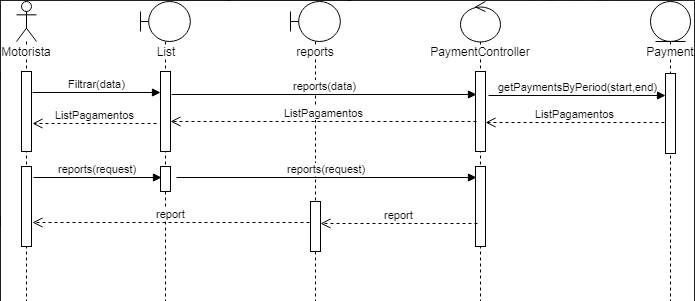 Motorista
List
reports
PaymentController
Payment
Filtrar(data)
reports(data)
getPaymentsByPeriod(start,end)
ListPagamentos
ListPagamentos
ListPagamentos
reports(request)
reports(request)
report
report